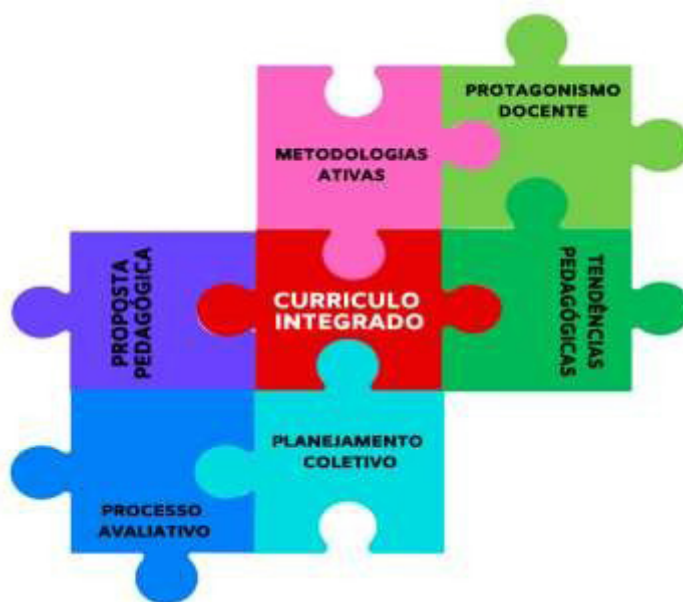 PROTAGONISMO
DOCENTE
METODOLOGIAS
ATIVAS
PROPOSTA
PEDAGÓGICA
CURRICULO
INTEGRADO
TENDÊNCIAS
PEDAGÓGICAS
PLANEJAMENTO
COLETIVO
PROCESSO
AVALIATIVO